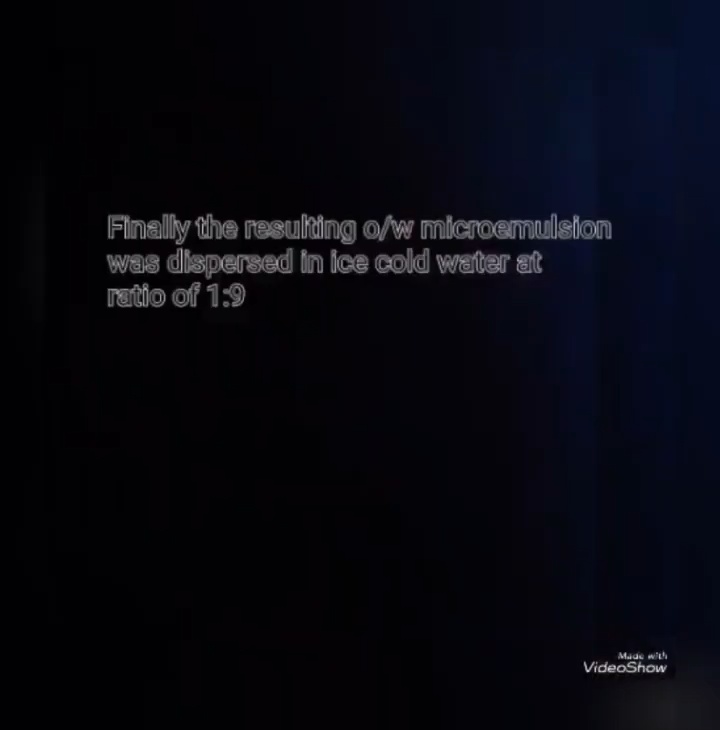 Finally the resulting o/w microemulsion
was dispersed in ice cold water at
ratio of 1:9
Made with
VideoShow